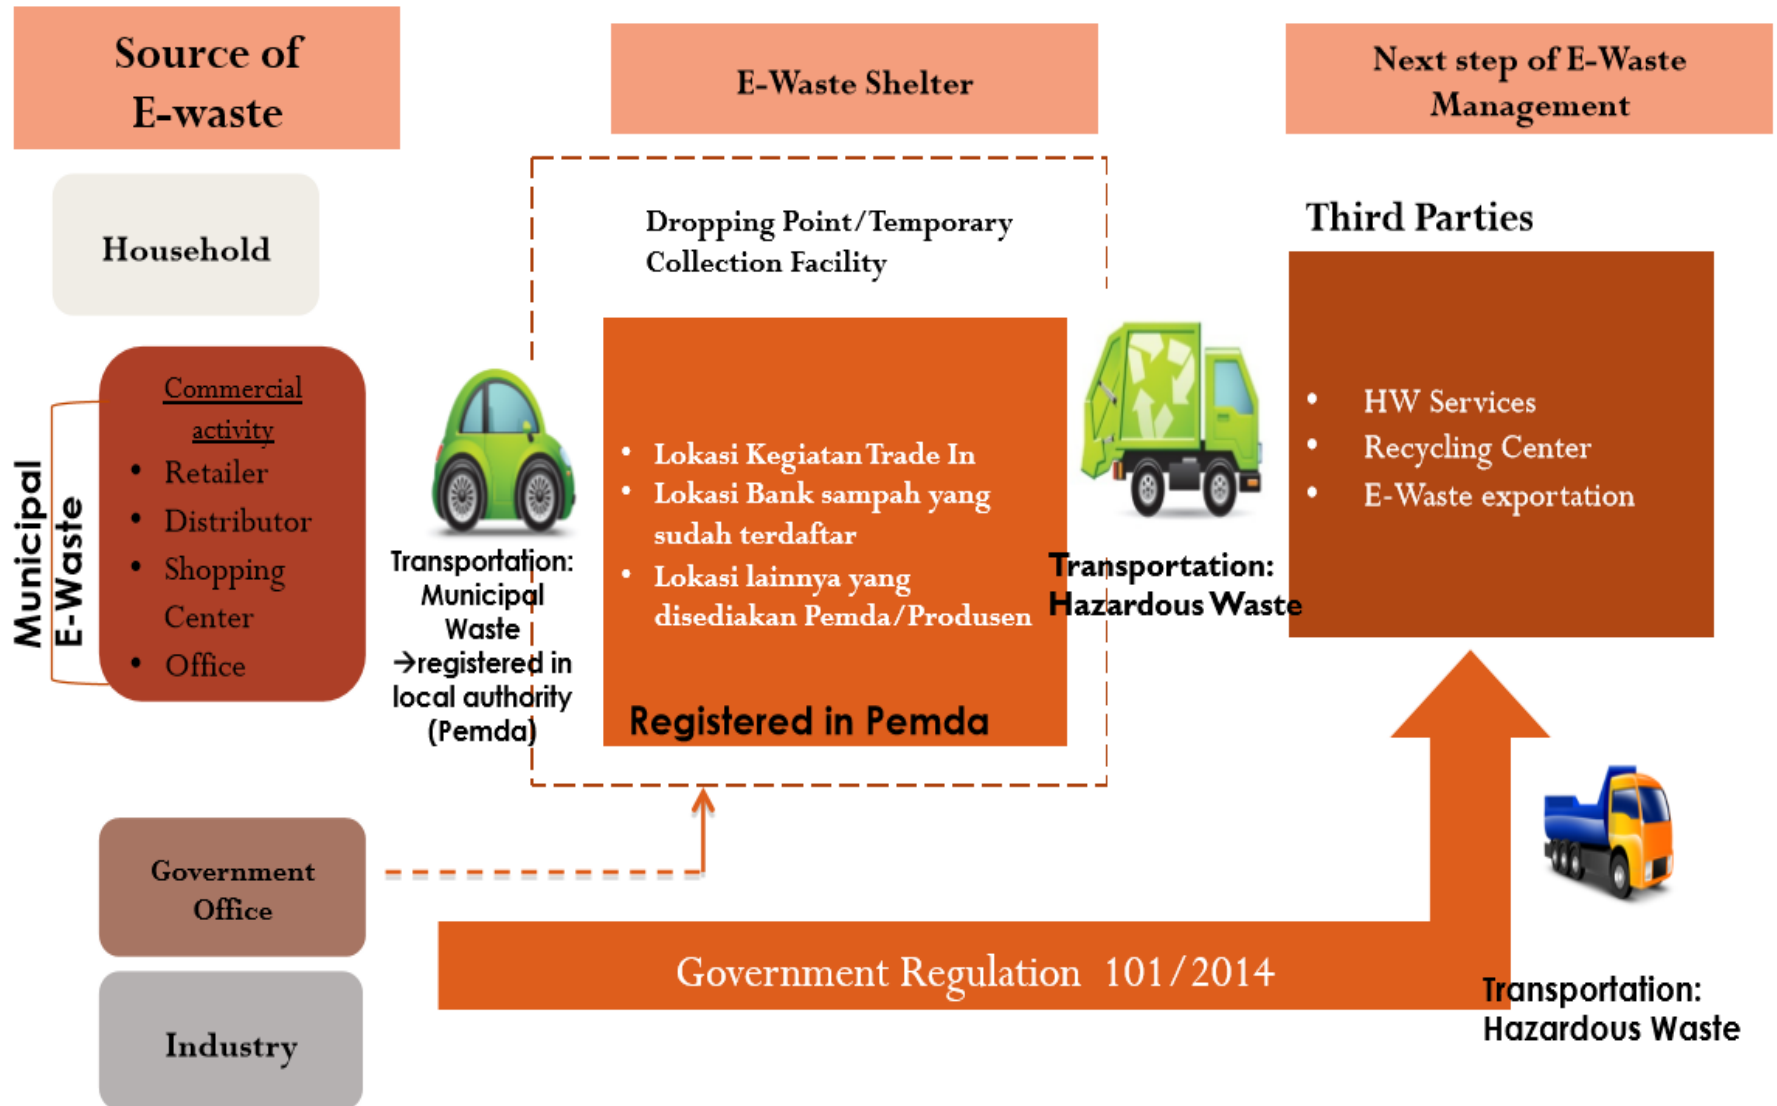 Source of
E-waste
E-Waste Shelter
Next step of E-Waste
Management
Household
Municipal
E-Waste
Commercial
activity
• Retailer
• Distributor
• Shopping
Center
• Office
Transportation:
Municipal
Waste
→registered in
local authority
(Pemda)
Dropping Point/Temporary
Collection Facility
• Lokasi Kegiatan Trade In
• Lokasi Bank sampah yang
sudah terdaftar
• Lokasi lainnya yang
disediakan Pemda/Produsen
Registered in Pemda
Transportation:
Hazardous Waste
Third Parties
• HW Services
• Recycling Center
• E-Waste exportation
Government
Office
Industry
Government Regulation 101/2014
Transportation:
Hazardous Waste